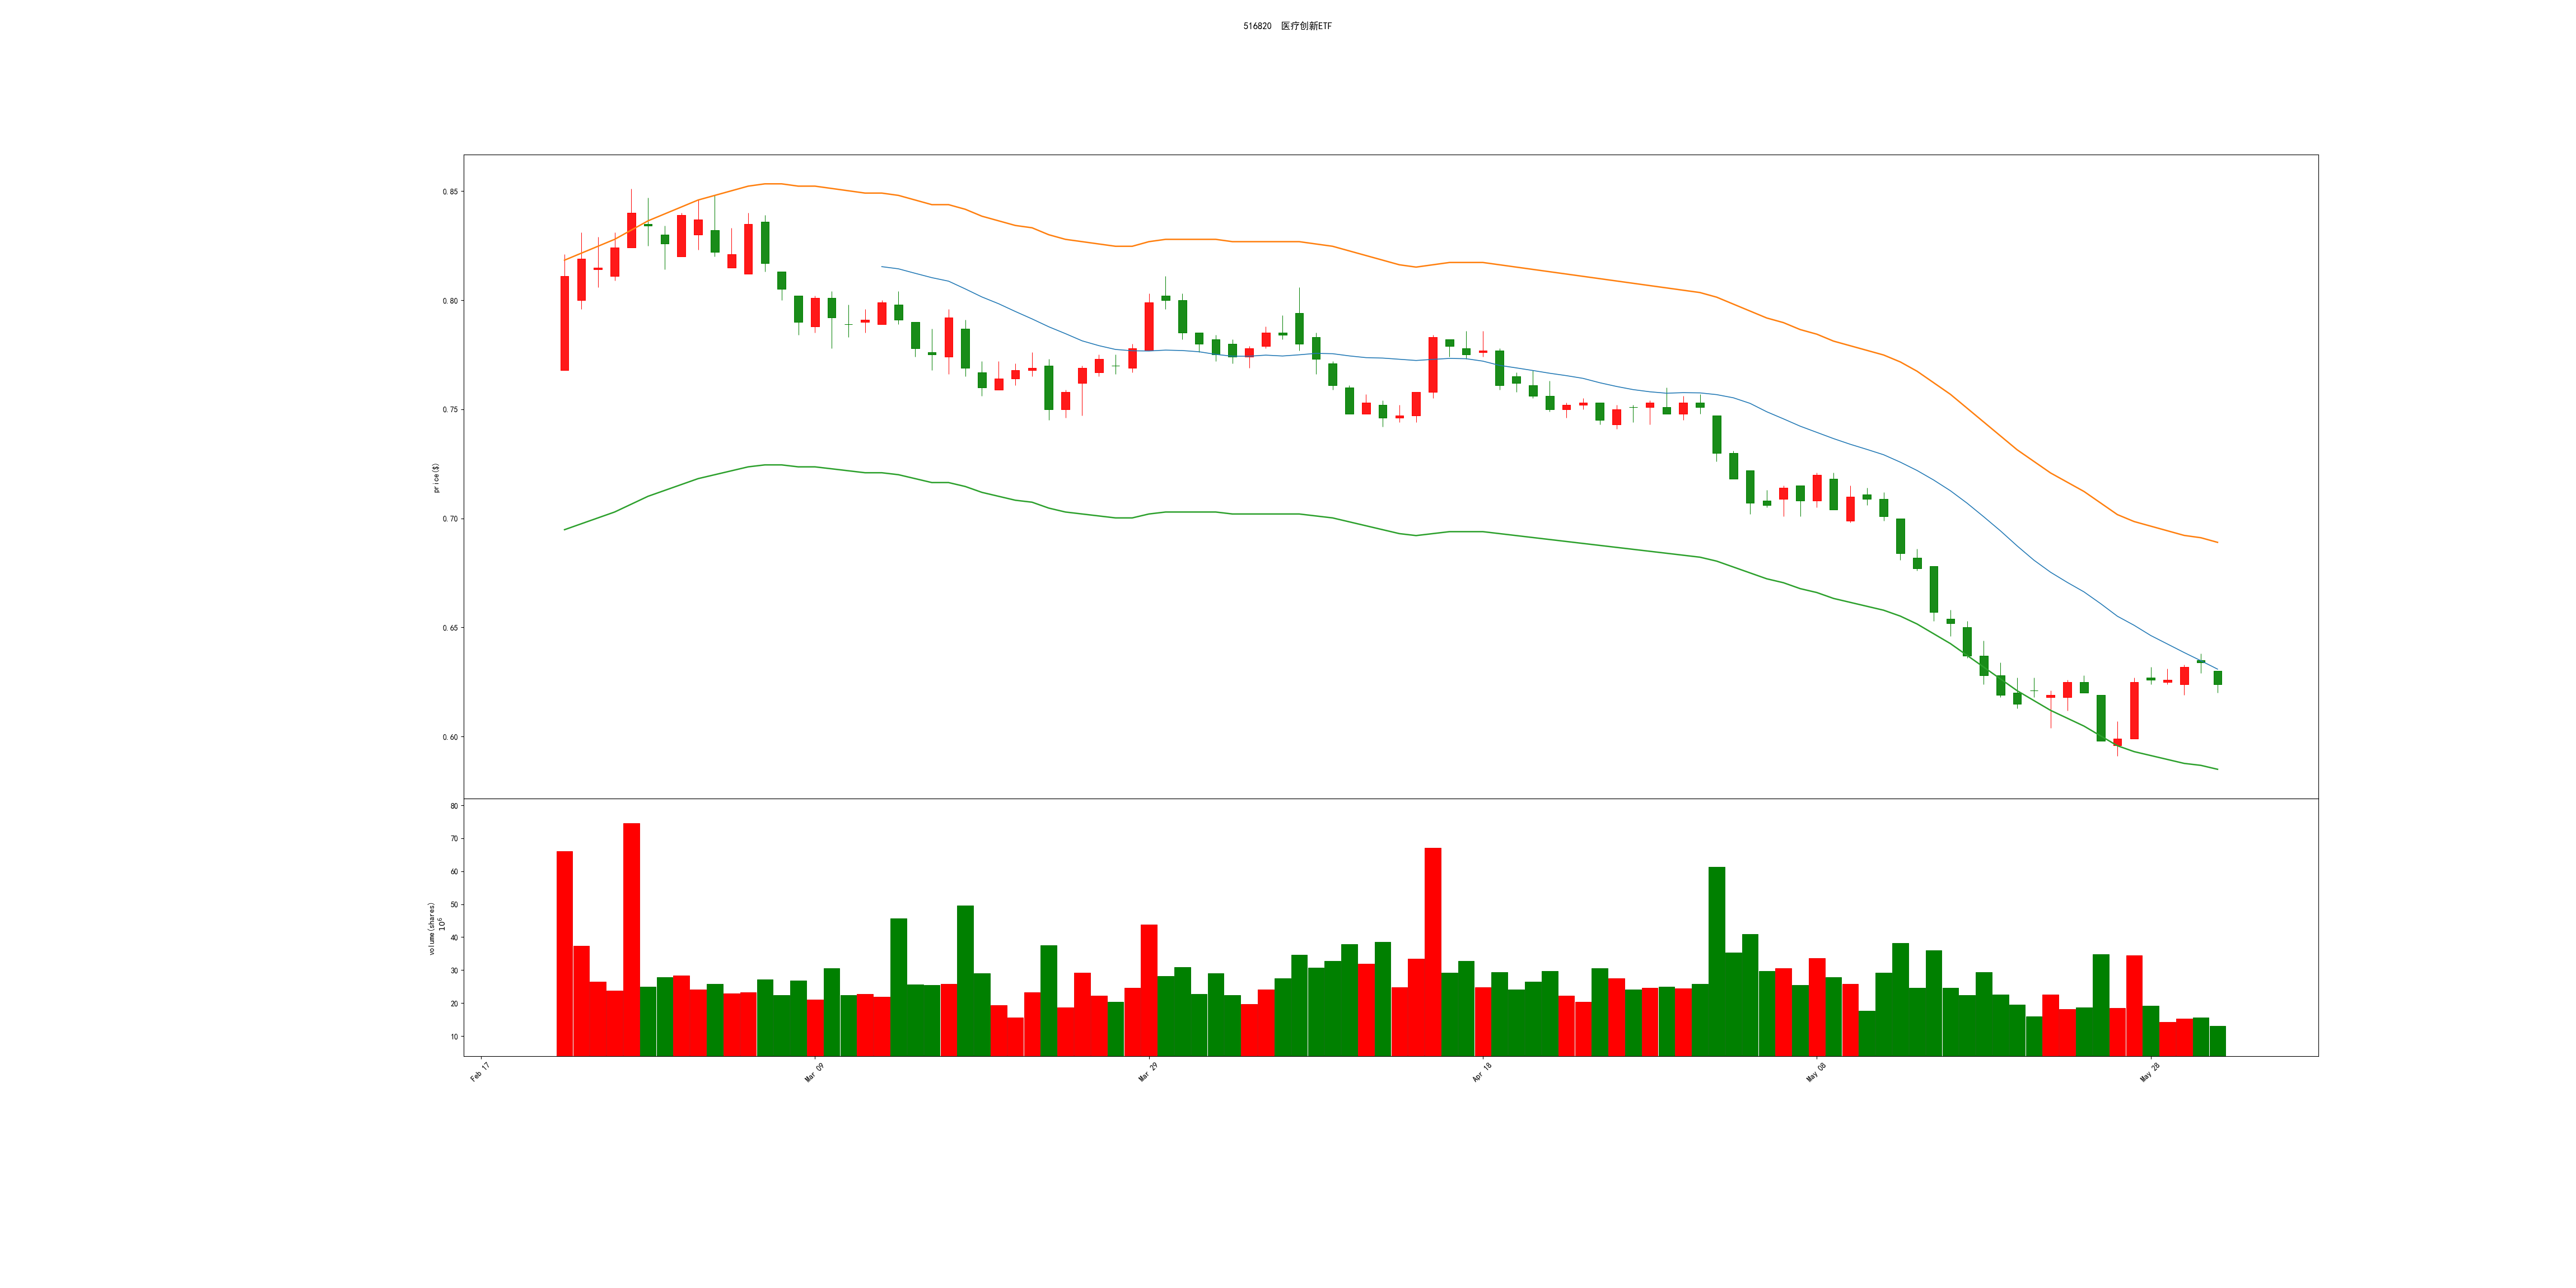 516820 医疗创新ETF
price($)
0.85
0.80
0.75
0.70
0.65
0.60
volume(shares)
10^6
80
70
60
50
40
30
20
10
Feb 17
Mar 09
Mar 29
Apr 18
May 08
May 28